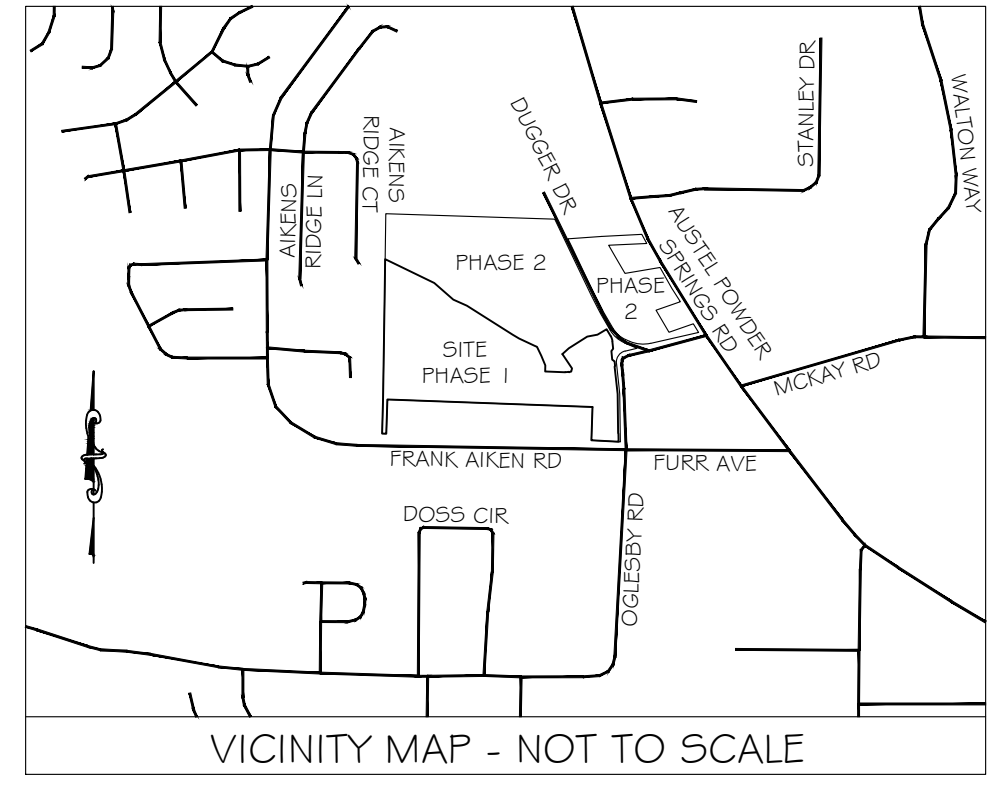 STANLEY DR
WALTON WAY
DUGGER DR
AIKENS
RIDGE CT
AIKENS
RIDGE LN
AUSTEL POWDER
SPRINGS RD
PHASE 2
PHASE
2
SITE
PHASE 1
MCKAY RD
FRANK AIKEN RD
FURR AVE
DOSS CIR
OGLESBY RD
VICINITY MAP - NOT TO SCALE